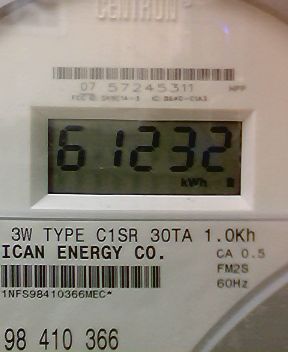 CENTRON
07 57245311
61232
kWh
3W TYPE C1SR 30TA 1.0Kh
ICAN ENERGY CO.
CA 0.5
FM2S
60Hz
1NFS98410366MEC*
98 410 366